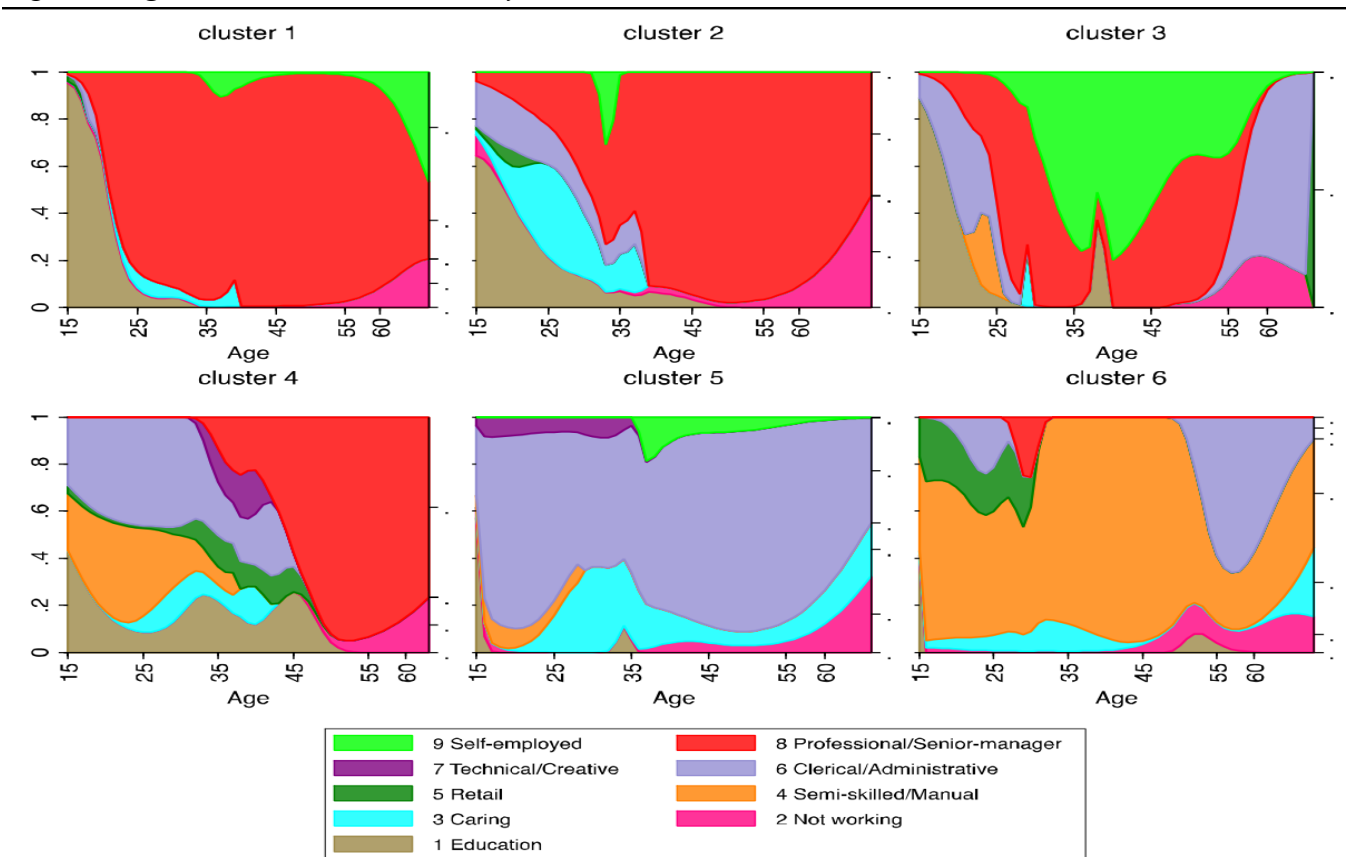 cluster 1 cluster 2 cluster 3
1
.8
.6
.4
.2
0
15 25 35 45 55 60
15 25 35 45 55 60
15 25 35 45 55 60
Age Age Age
cluster 4 cluster 5 cluster 6
1
.8
.6
.4
.2
0
15 25 35 45 55 60
15 25 35 45 55 60
15 25 35 45 55 60
Age Age Age
9 Self-employed 8 Professional/Senior-manager
7 Technical/Creative 6 Clerical/Administrative
5 Retail 4 Semi-skilled/Manual
3 Caring 2 Not working
1 Education